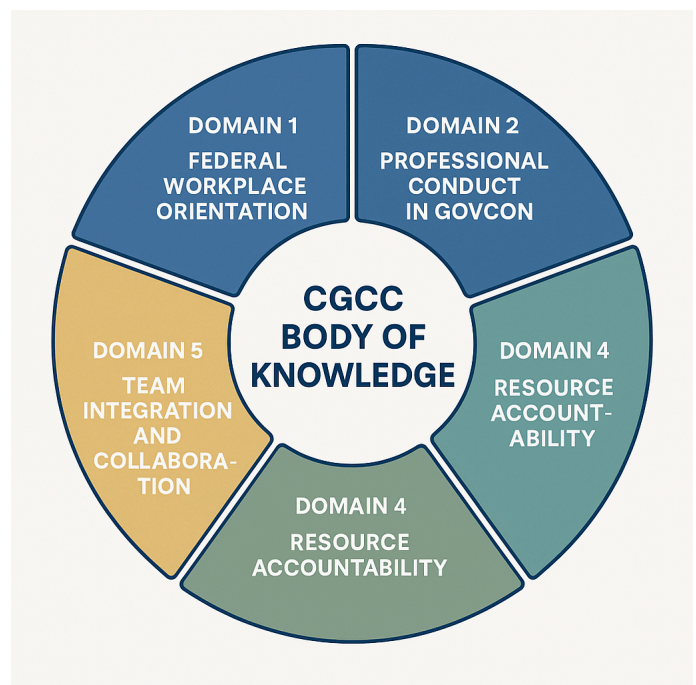 DOMAIN 1
FEDERAL
WORKPLACE
ORIENTATION
DOMAIN 2
PROFESSIONAL
CONDUCT
IN GOVCON
CGCC
BODY OF
KNOWLEDGE
DOMAIN 5
TEAM
INTEGRATION
AND
COLLABORA-
TION
DOMAIN 4
RESOURCE
ACCOUNT-
ABILITY
DOMAIN 4
RESOURCE
ACCOUNTABILITY